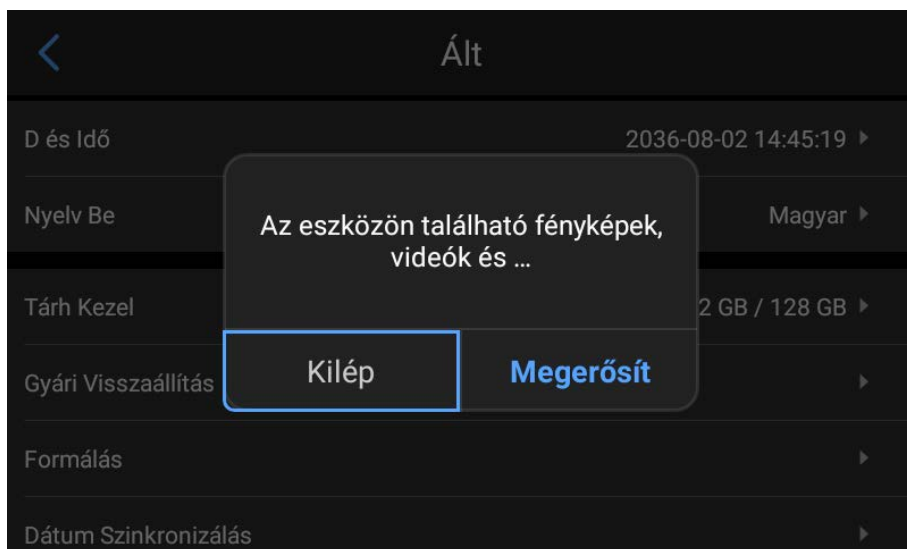 Ált
D és Idő 2036-08-02 14:45:19
Nyelv Be Magyar
Az eszközön található fényképek,
videók és ...
Tárh Kezel 2 GB / 128 GB
Kilép Megerősít
Gyári Visszaállítás
Formálás
Dátum Szinkronizálás